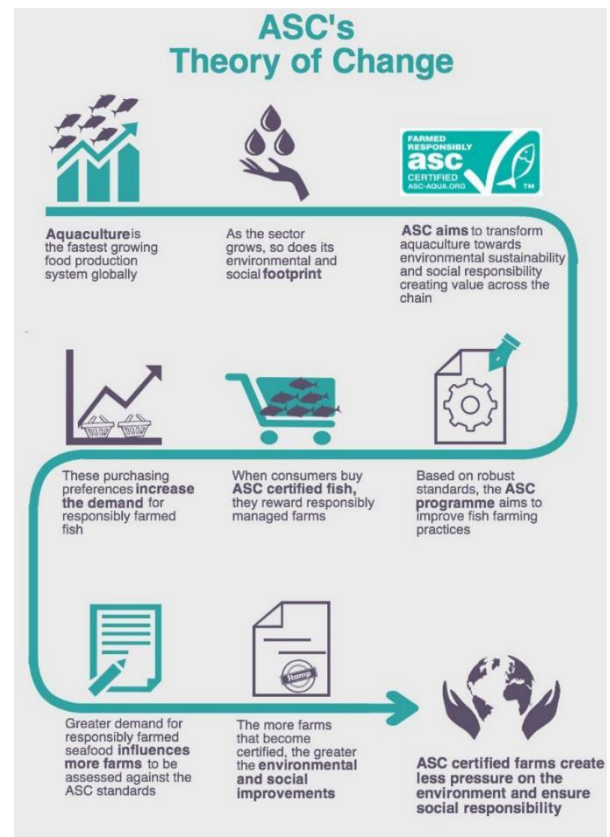 ASC's
Theory of Change
FARMED
RESPONSIBLY
asc
CERTIFIED
ASC-AQUA.ORG
TM
Aquaculture is
the fastest growing
food production
system globally
As the sector
grows, so does its
environmental and
social footprint
ASC aims to transform
aquaculture towards
environmental sustainability
and social responsibility
creating value across the
chain
Based on robust
standards, the ASC
programme aims to
improve fish farming
practices
When consumers buy
ASC certified fish,
they reward responsibly
managed farms
These purchasing
preferences increase
the demand for
responsibly farmed
fish
Greater demand for
responsibly farmed
seafood influences
more farms to be
assessed against the
ASC standards
Stamp
The more farms
that become
certified, the greater
the environmental
and social
improvements
ASC certified farms create
less pressure on the
environment and ensure
social responsibility